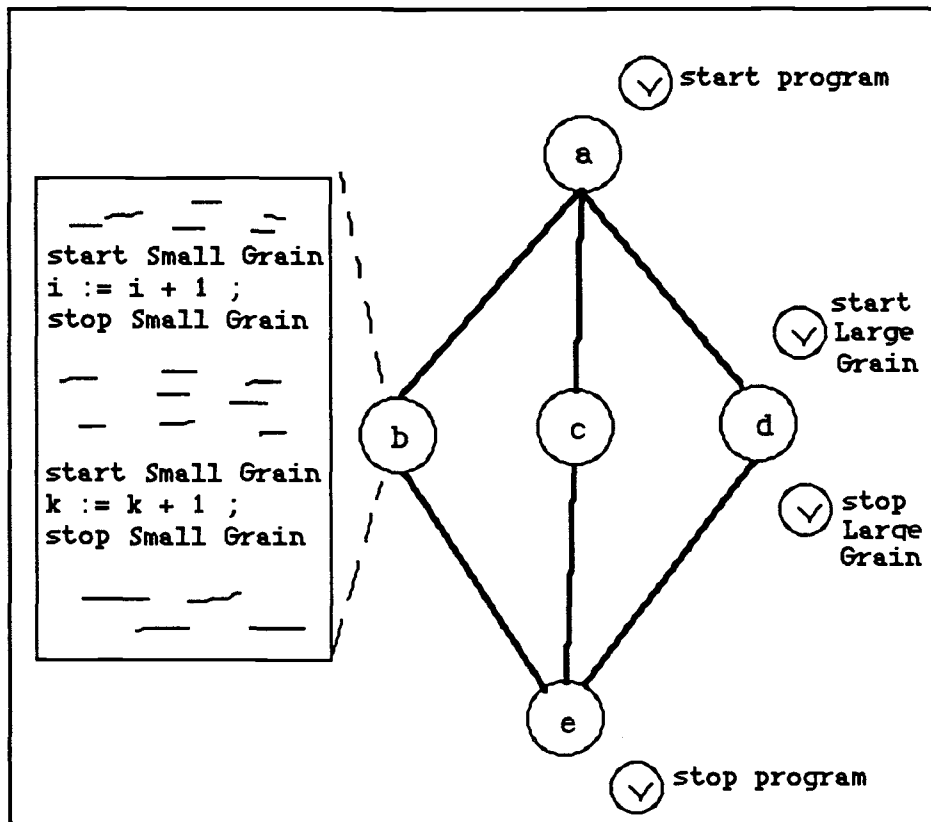 start program
a
start Small Grain
i := i + 1 ;
stop Small Grain
start
Large
Grain
b
c
d
start Small Grain
k := k + 1 ;
stop Small Grain
stop
Large
Grain
e
stop program